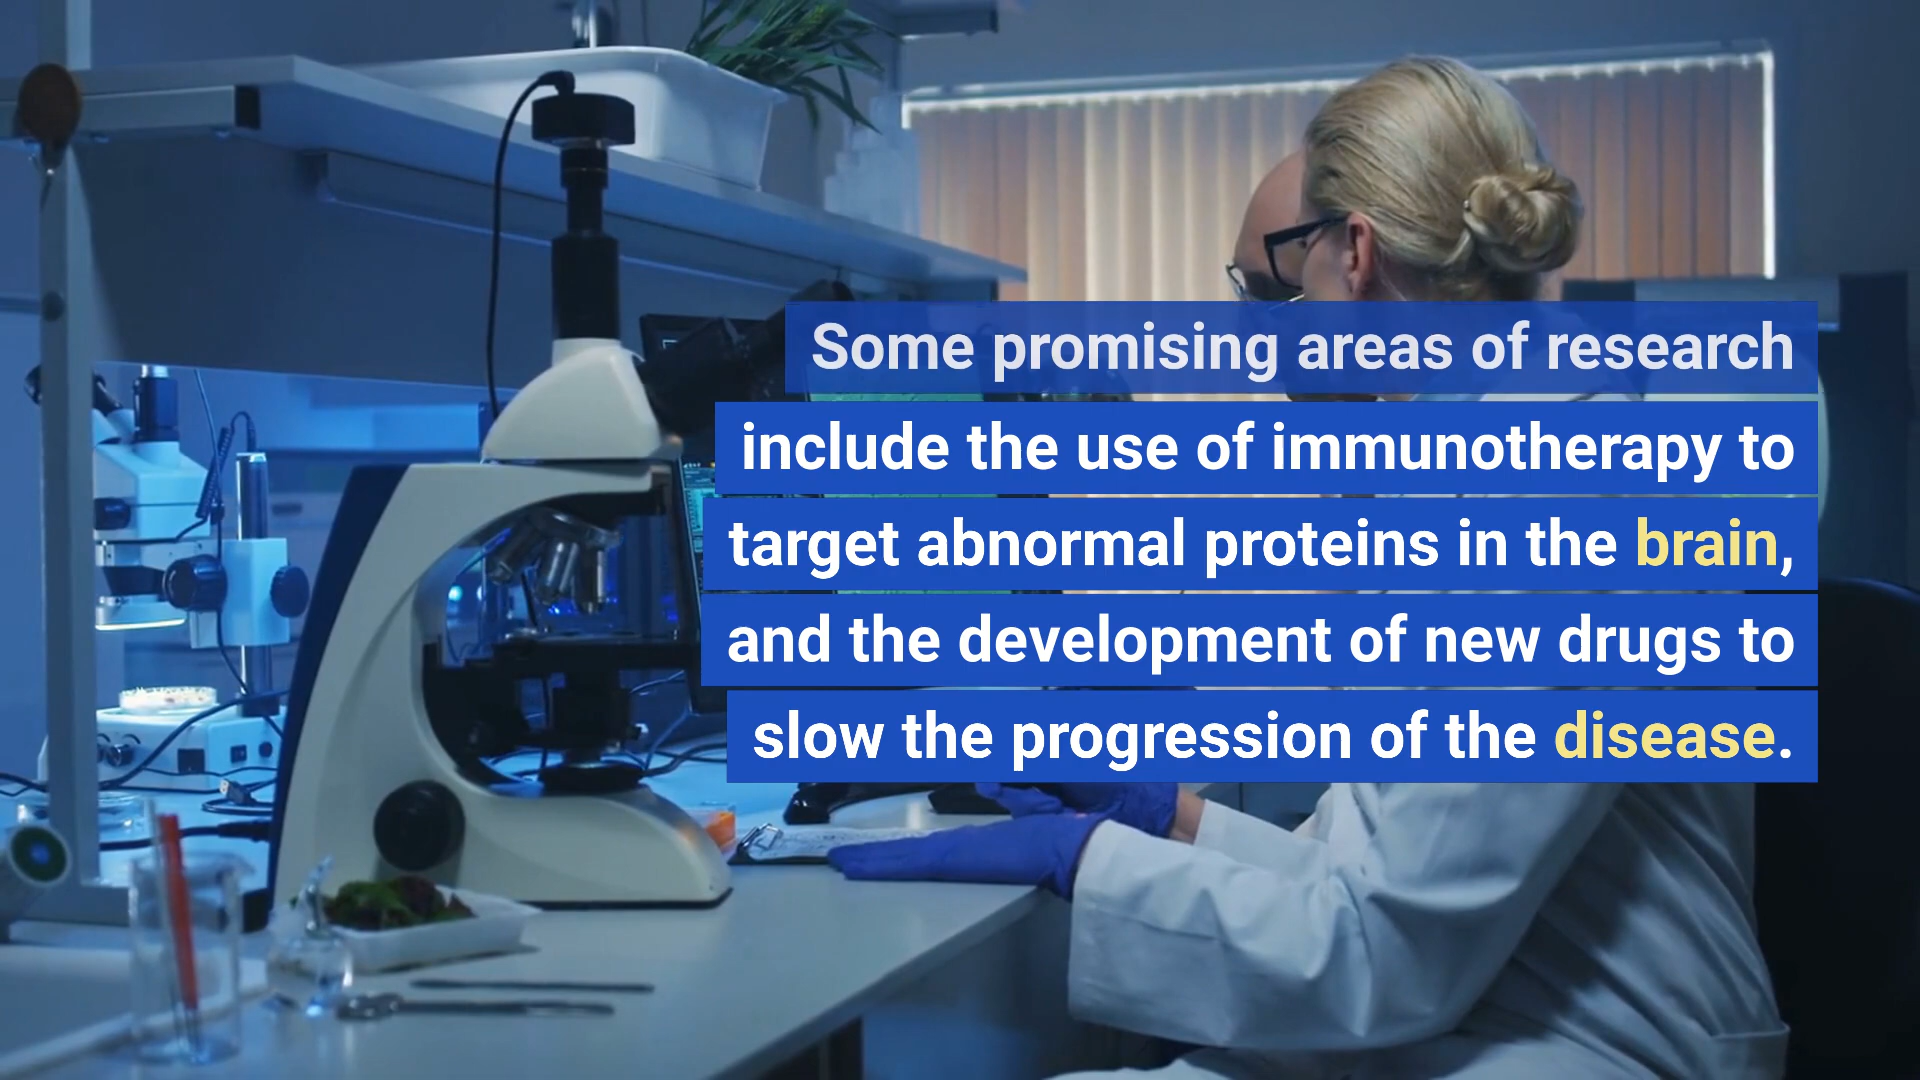 Some promising areas of research
include the use of immunotherapy to
target abnormal proteins in the brain,
and the development of new drugs to
slow the progression of the disease.